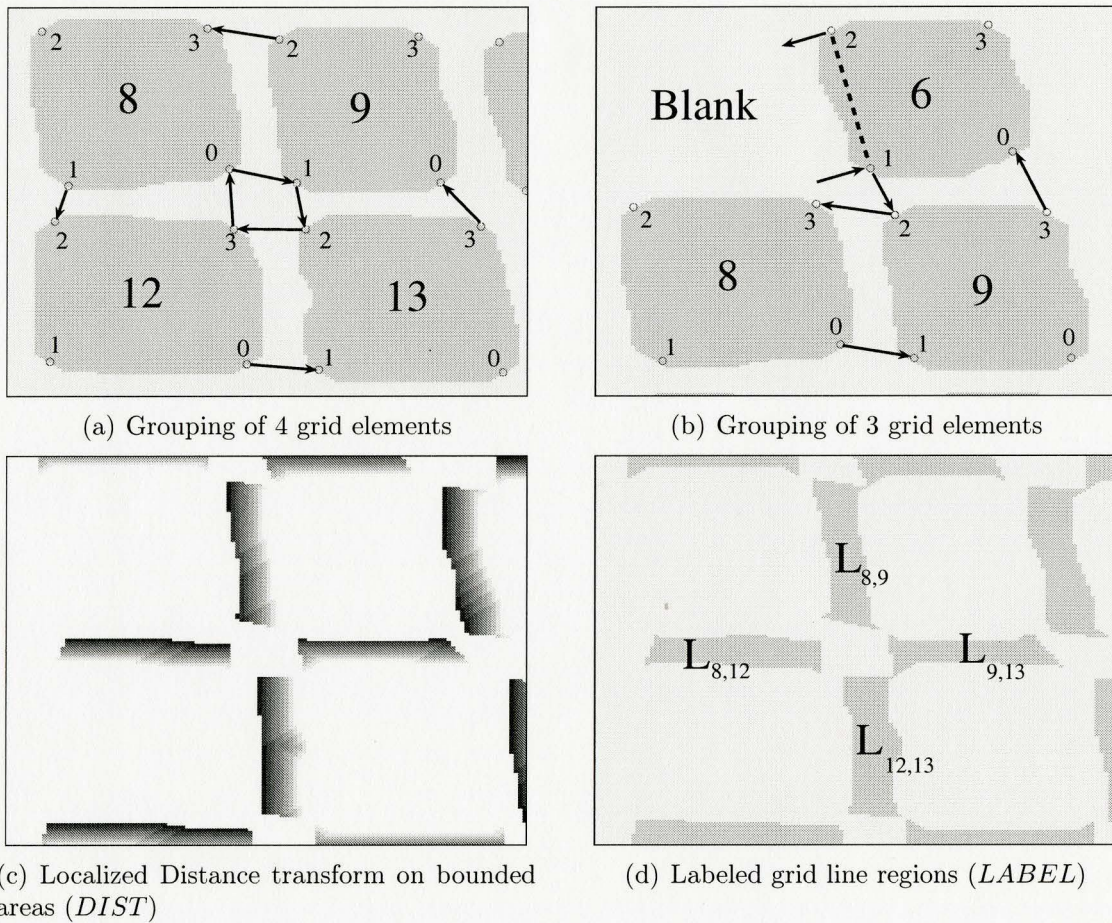 2 3 2 3
8 9
1 0 1 0
2 3 2 3
12 13
1 0 1 0
2 3
6
Blank
0
1
2 3 2 3
8 9
0 0
1 1
(a) Grouping of 4 grid elements
(b) Grouping of 3 grid elements
L8,9
L8,12 L9,13
L12,13
(c) Localized Distance transform on bounded
areas (DIST)
(d) Labeled grid line regions (LABEL)